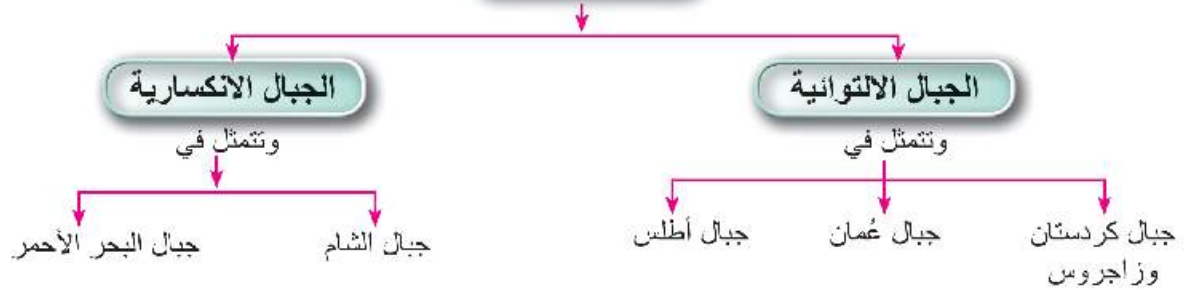 الجبال الالتوائية
الجبال الانكسارية
وتتمثل في
وتتمثل في
جبال كردستان
وزاجروس
جبال عُمان
جبال أطلس
جبال الشام
جبال البحر الأحمر